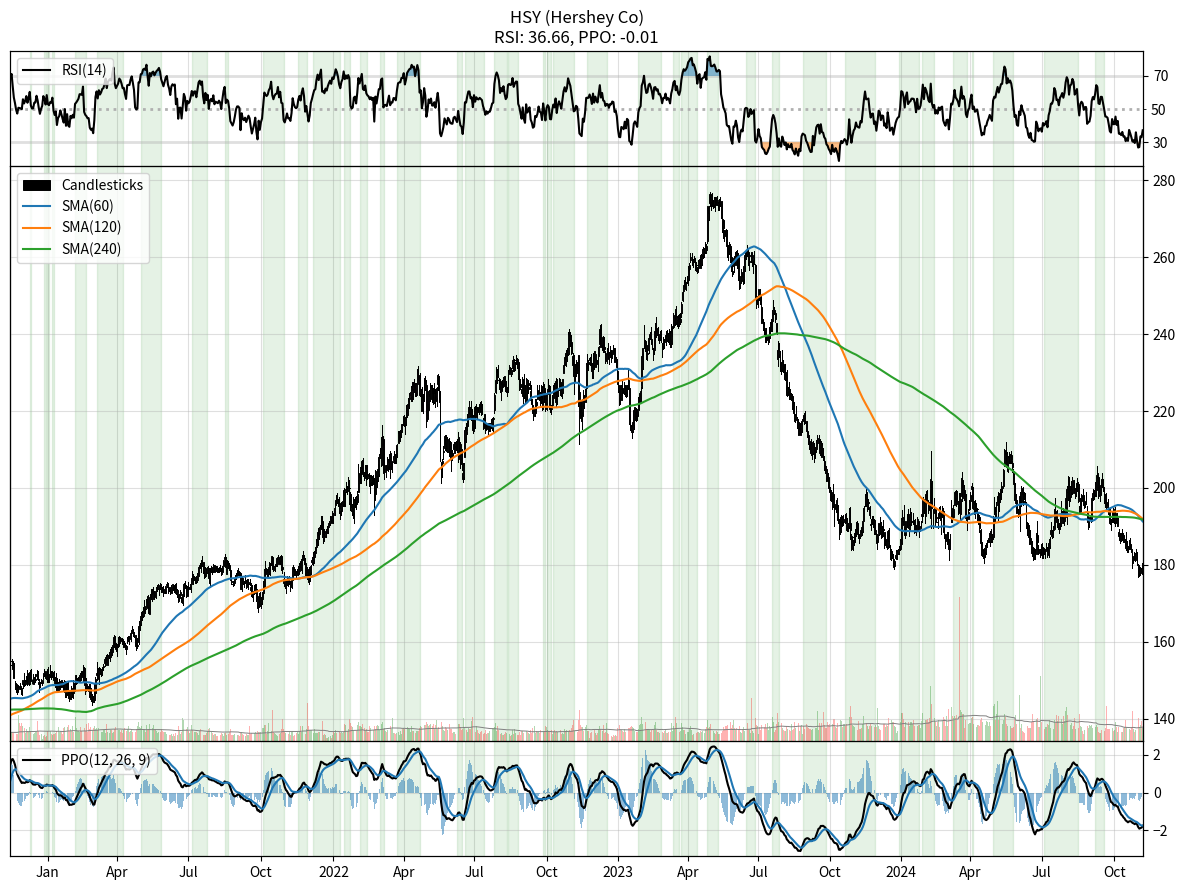 HSY (Hershey Co)
RSI: 36.66, PPO: -0.01
RSI(14)
70
50
30
Candlesticks
SMA(60)
SMA(120)
SMA(240)
280
260
240
220
200
180
160
140
PPO(12, 26, 9)
2
0
−2
Jan Apr Jul Oct 2022 Apr Jul Oct 2023 Apr Jul Oct 2024 Apr Jul Oct